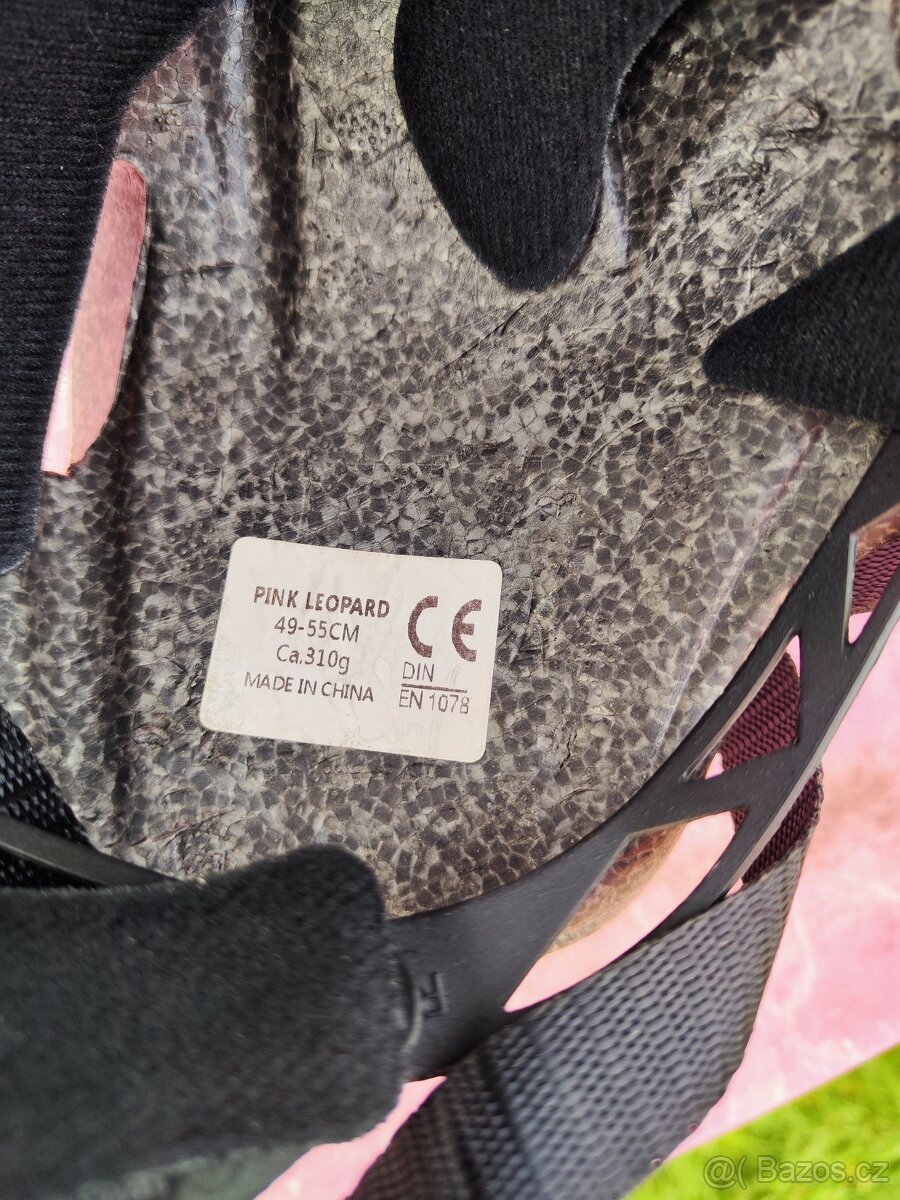 PINK LEOPARD
49-55CM
Ca.310g
MADE IN CHINA
CE
DIN
EN 1078
@( Bazos.cz